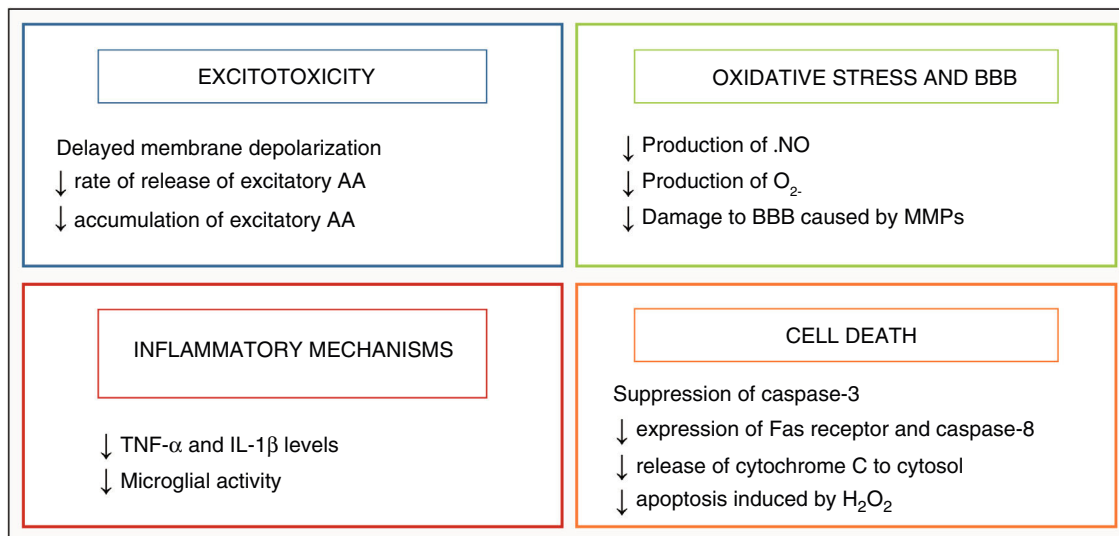 EXCITOTOXICITY
Delayed membrane depolarization
↓ rate of release of excitatory AA
↓ accumulation of excitatory AA
OXIDATIVE STRESS AND BBB
↓ Production of .NO
↓ Production of O₂-
↓ Damage to BBB caused by MMPs
INFLAMMATORY MECHANISMS
↓ TNF-α and IL-1β levels
↓ Microglial activity
CELL DEATH
Suppression of caspase-3
↓ expression of Fas receptor and caspase-8
↓ release of cytochrome C to cytosol
↓ apoptosis induced by H₂O₂